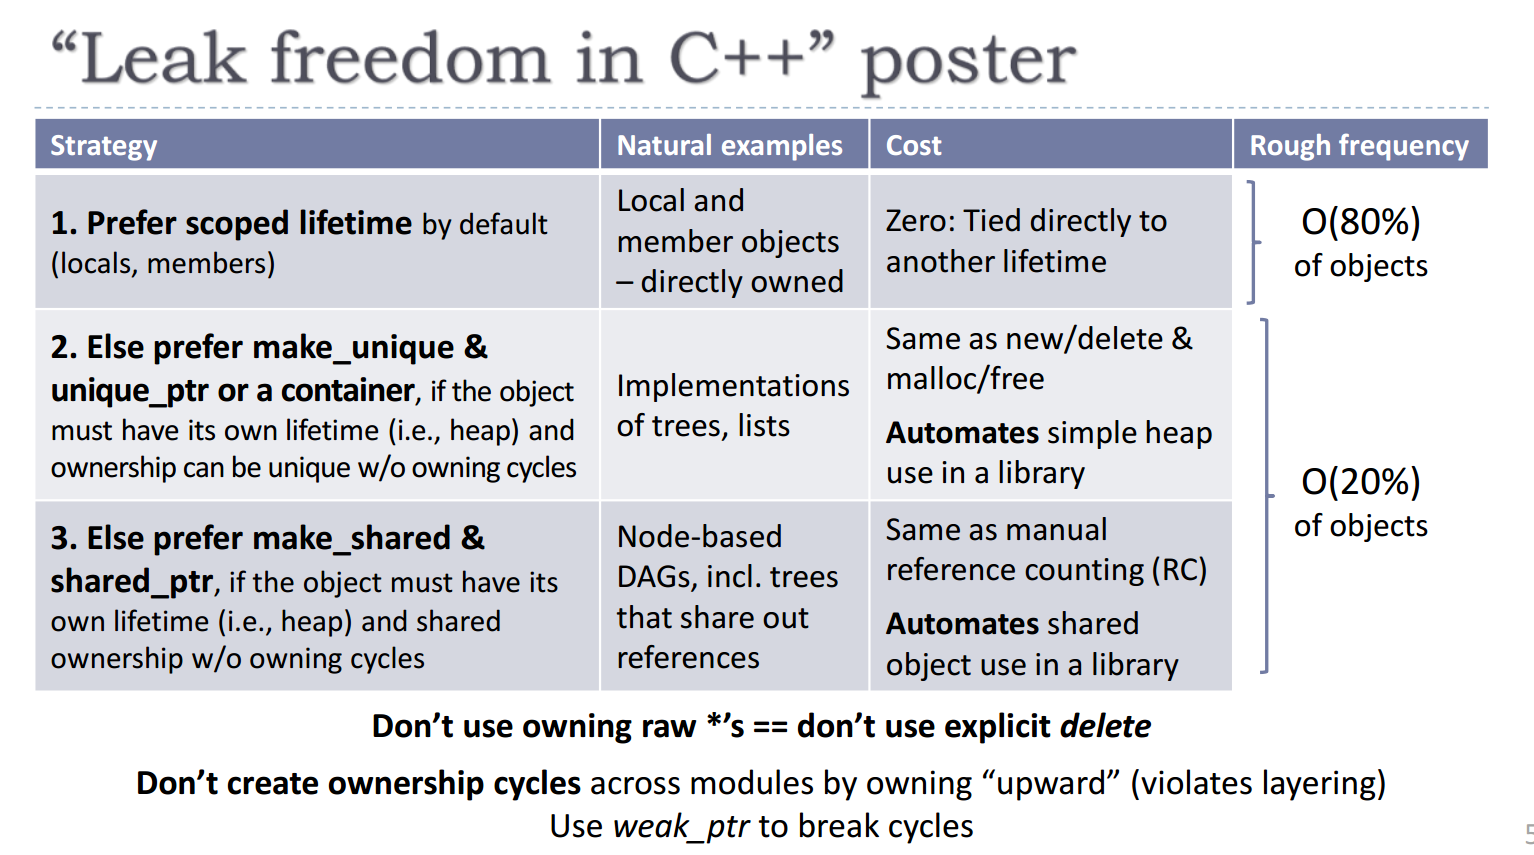 “Leak freedom in C++” poster
Strategy
Natural examples
Cost
Rough frequency
1. Prefer scoped lifetime by default
(locals, members)
Local and
member objects
– directly owned
Zero: Tied directly to
another lifetime
O(80%)
of objects
2. Else prefer make_unique &
unique_ptr or a container, if the object
must have its own lifetime (i.e., heap) and
ownership can be unique w/o owning cycles
Implementations
of trees, lists
Same as new/delete &
malloc/free
Automates simple heap
use in a library
O(20%)
of objects
3. Else prefer make_shared &
shared_ptr, if the object must have its
own lifetime (i.e., heap) and shared
ownership w/o owning cycles
Node-based
DAGs, incl. trees
that share out
references
Same as manual
reference counting (RC)
Automates shared
object use in a library
Don’t use owning raw *’s == don’t use explicit delete
Don’t create ownership cycles across modules by owning “upward” (violates layering)
Use weak_ptr to break cycles